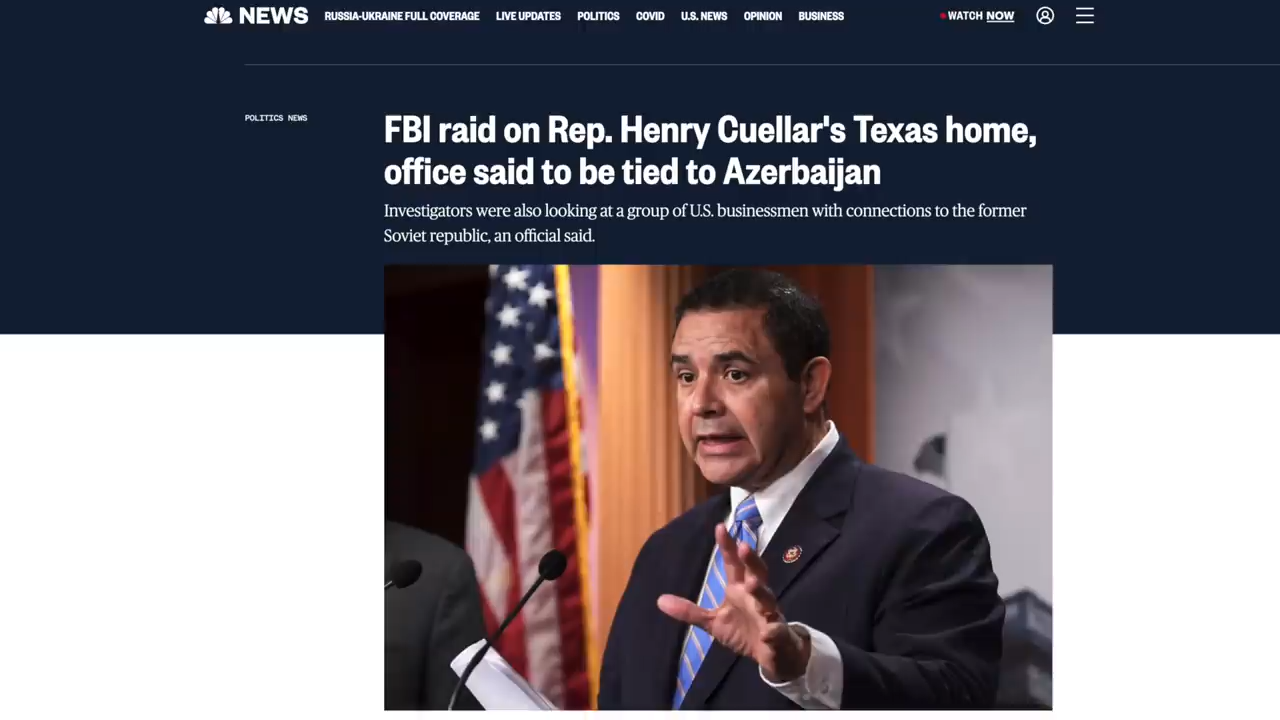 NEWS RUSSIA-UKRAINE FULL COVERAGE LIVE UPDATES POLITICS COVID U.S. NEWS OPINION BUSINESS WATCH NOW
POLITICS NEWS
FBI raid on Rep. Henry Cuellar's Texas home,
office said to be tied to Azerbaijan
Investigators were also looking at a group of U.S. businessmen with connections to the former
Soviet republic, an official said.